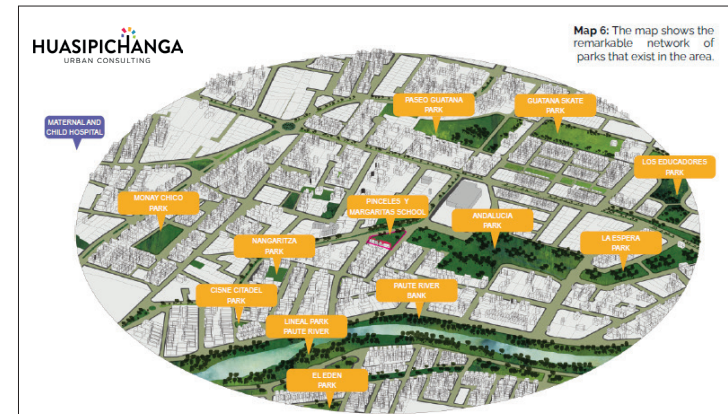 HUASIPICHANGA
URBAN CONSULTING
Map 6: The map shows the
remarkable network of
parks that exist in the area.
PASEO GUATANA
PARK
GUATANA SKATE
PARK
MATERNAL AND
CHILD HOSPITAL
LOS EDUCADORES
PARK
MONAY CHICO
PARK
PINCELES Y
MARGARITAS SCHOOL
ANDALUCIA
PARK
NANGARITZA
PARK
LA ESPERA
PARK
CISNE CITADEL
PARK
PAUTE RIVER
BANK
LINEAL PARK
PAUTE RIVER
EL EDEN
PARK